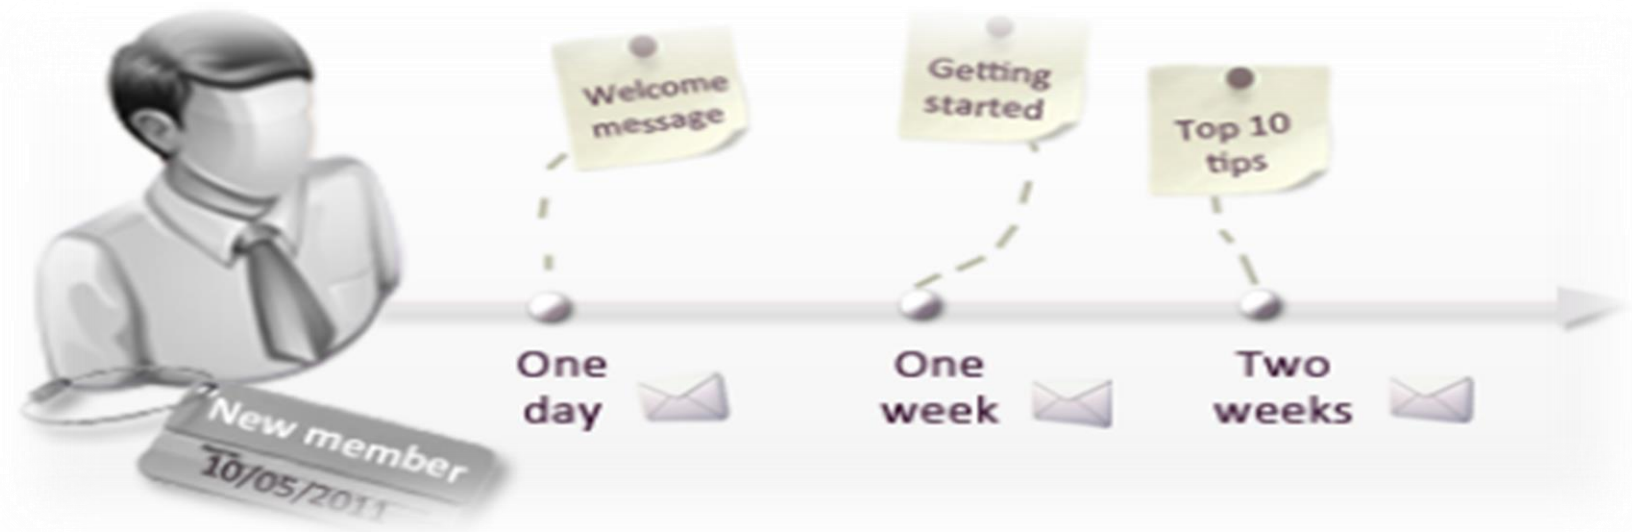 Welcome
message
Getting
started
Top 10
tips
One
day
One
week
Two
weeks
New member
10/05/2011